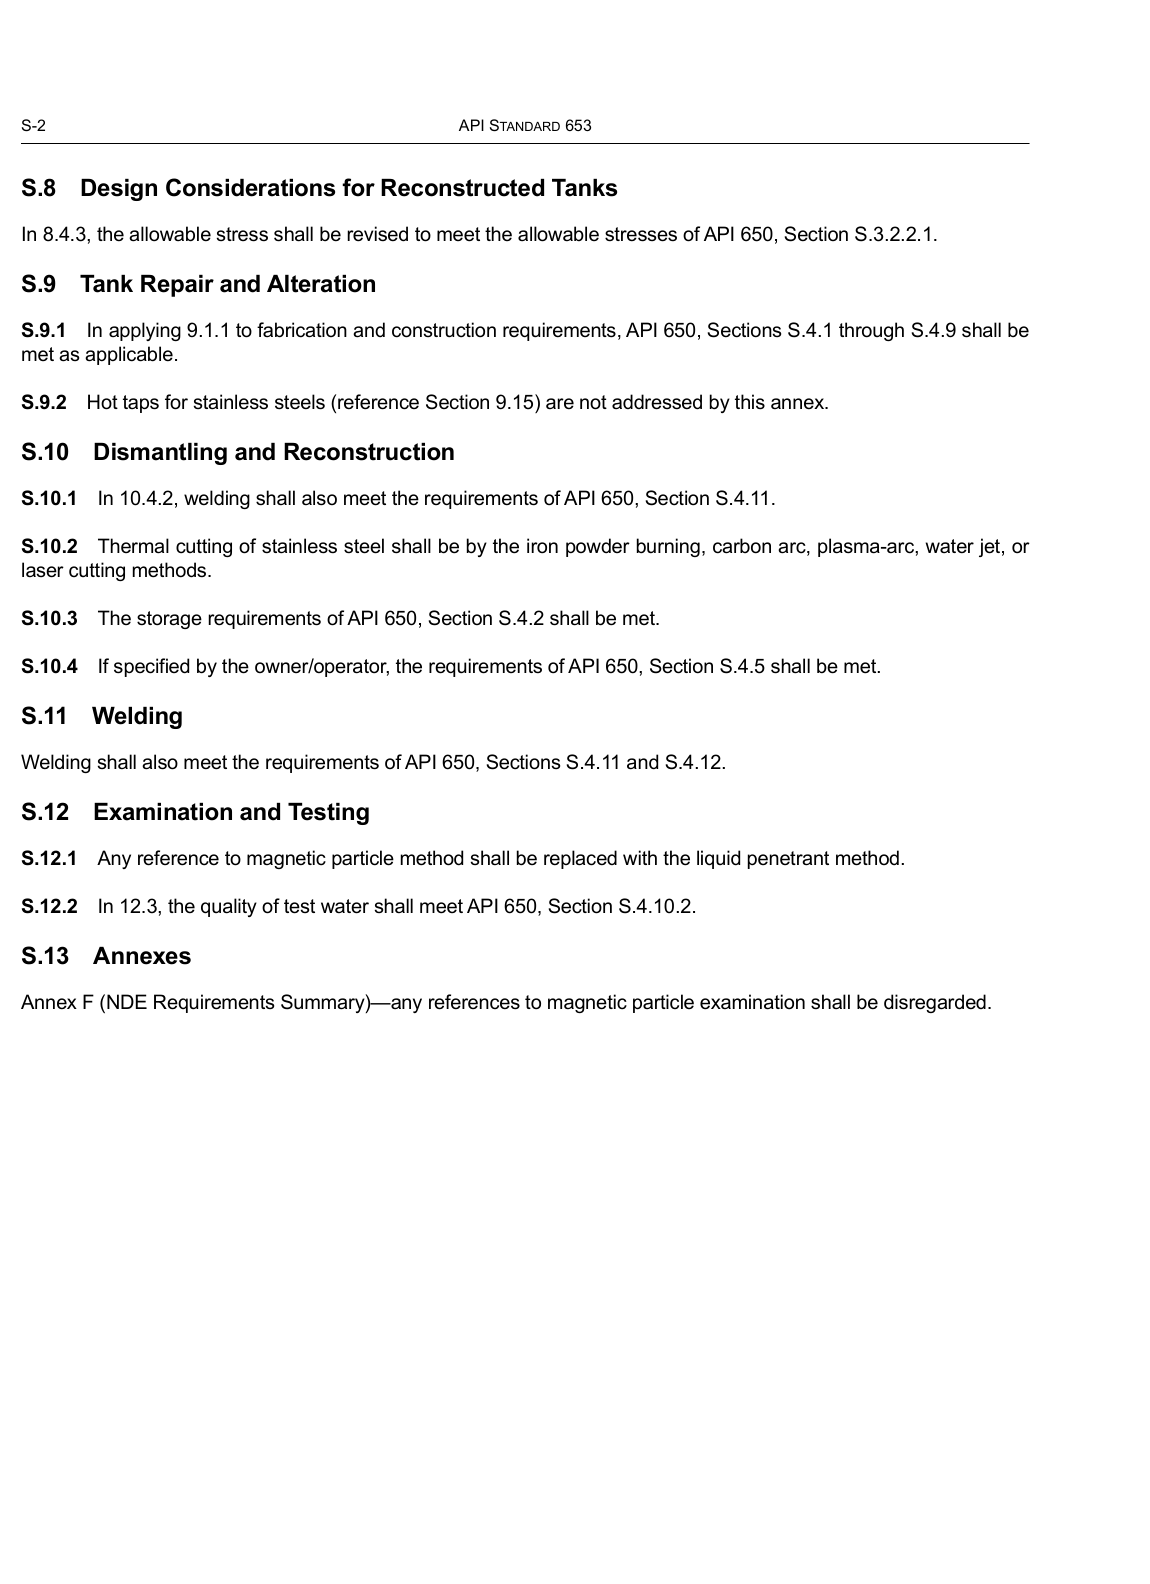 S-2 API STANDARD 653
S.8 Design Considerations for Reconstructed Tanks
In 8.4.3, the allowable stress shall be revised to meet the allowable stresses of API 650, Section S.3.2.2.1.
S.9 Tank Repair and Alteration
S.9.1 In applying 9.1.1 to fabrication and construction requirements, API 650, Sections S.4.1 through S.4.9 shall be
met as applicable.
S.9.2 Hot taps for stainless steels (reference Section 9.15) are not addressed by this annex.
S.10 Dismantling and Reconstruction
S.10.1 In 10.4.2, welding shall also meet the requirements of API 650, Section S.4.11.
S.10.2 Thermal cutting of stainless steel shall be by the iron powder burning, carbon arc, plasma-arc, water jet, or
laser cutting methods.
S.10.3 The storage requirements of API 650, Section S.4.2 shall be met.
S.10.4 If specified by the owner/operator, the requirements of API 650, Section S.4.5 shall be met.
S.11 Welding
Welding shall also meet the requirements of API 650, Sections S.4.11 and S.4.12.
S.12 Examination and Testing
S.12.1 Any reference to magnetic particle method shall be replaced with the liquid penetrant method.
S.12.2 In 12.3, the quality of test water shall meet API 650, Section S.4.10.2.
S.13 Annexes
Annex F (NDE Requirements Summary)—any references to magnetic particle examination shall be disregarded.